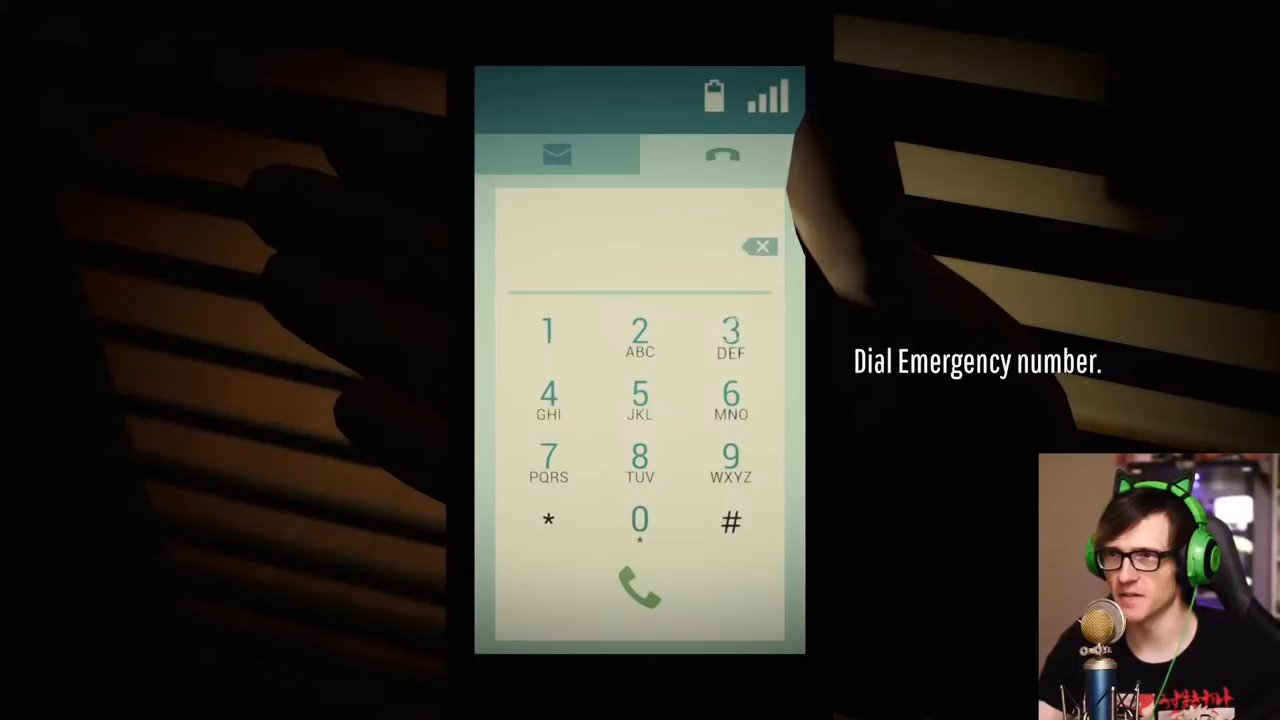 1 2 3
ABC DEF
4 5 6
GHI JKL MNO
7 8 9
PQRS TUV WXYZ
* 0 #
*
Dial Emergency number.